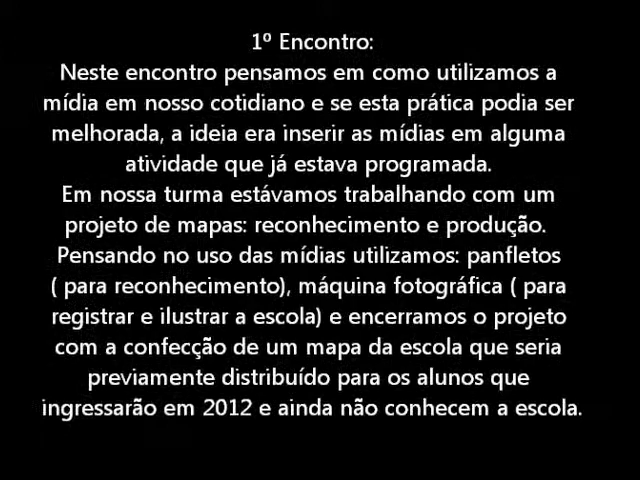 1º Encontro:
Neste encontro pensamos em como utilizamos a
mídia em nosso cotidiano e se esta prática podia ser
melhorada, a ideia era inserir as mídias em alguma
atividade que já estava programada.
Em nossa turma estávamos trabalhando com um
projeto de mapas: reconhecimento e produção.
Pensando no uso das mídias utilizamos: panfletos
( para reconhecimento), máquina fotográfica ( para
registrar e ilustrar a escola) e encerramos o projeto
com a confecção de um mapa da escola que seria
previamente distribuído para os alunos que
ingressarão em 2012 e ainda não conhecem a escola.